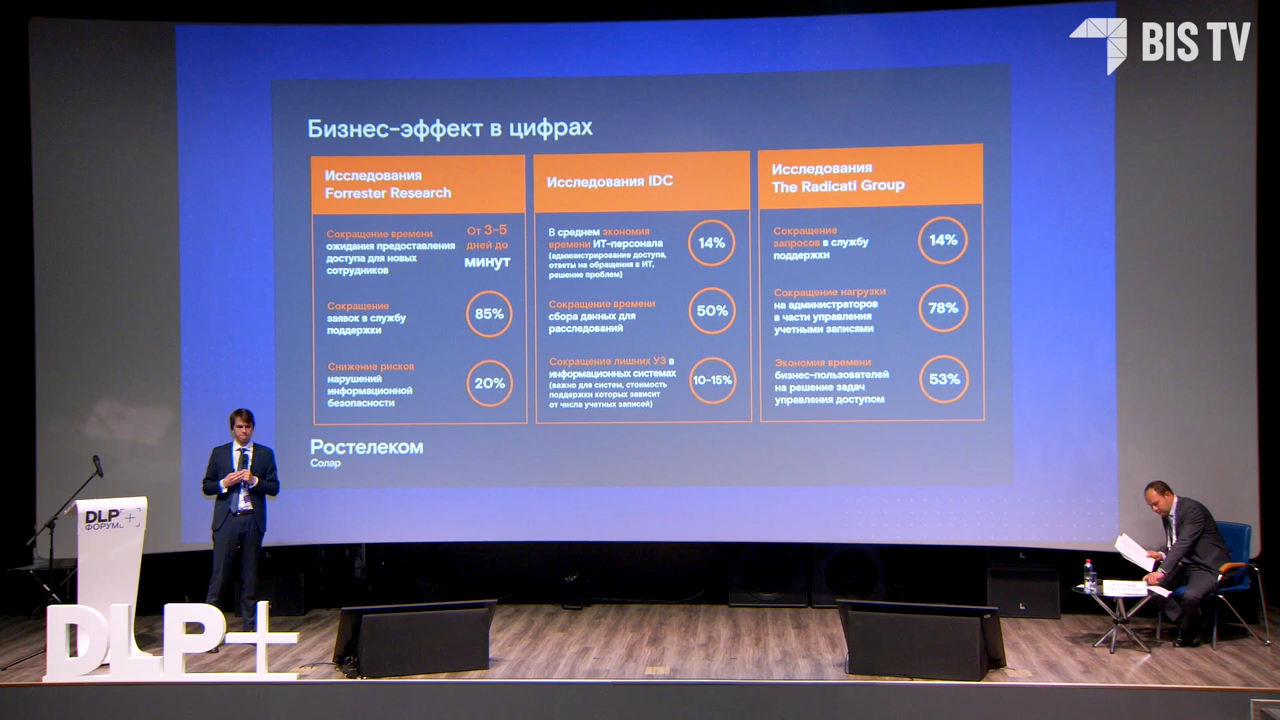 BIS TV
Бизнес-эффект в цифрах
Исследования
Forrester Research
Сокращение времени
ожидания предоставления
доступа для новых
сотрудников
От 3-5
дней до
минут
Сокращение
заявок в службу
поддержки
85%
Снижение рисков
нарушений
информационной
безопасности
20%
Исследования IDC
В среднем экономия
времени ИТ-персонала
(администрирование доступа,
ответы на обращения в ИТ,
решение проблем)
14%
Сокращение времени
сбора данных для
расследований
50%
Сокращение лишних УЗ в
информационных системах
(важно для систем, стоимость
поддержки которых зависит
от числа учетных записей)
10-15%
Исследования
The Radicati Group
Сокращение
запросов в службу
поддержки
14%
Сокращение нагрузки
на администраторов
в части управления
учетными записями
78%
Экономия времени
бизнес-пользователей
на решение задач
управления доступом
53%
Ростелеком
Солар
DLP+
ФОРУМ
DLP+